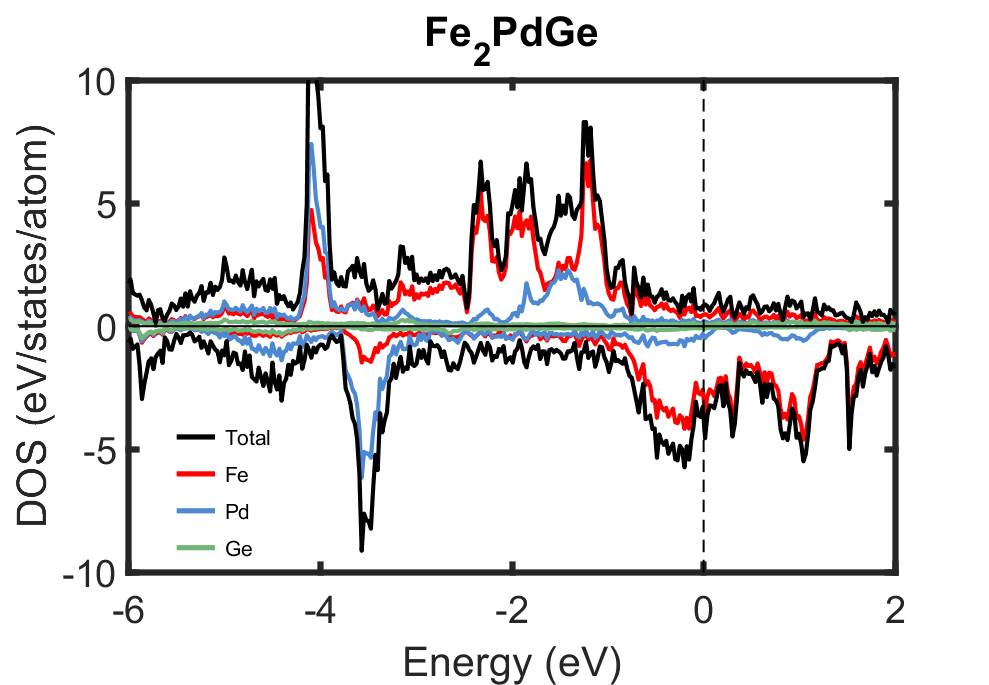 Fe₂PdGe
DOS (eV/states/atom)
10
5
0
-5
-10
Total
Fe
Pd
Ge
-6 -4 -2 0 2
Energy (eV)